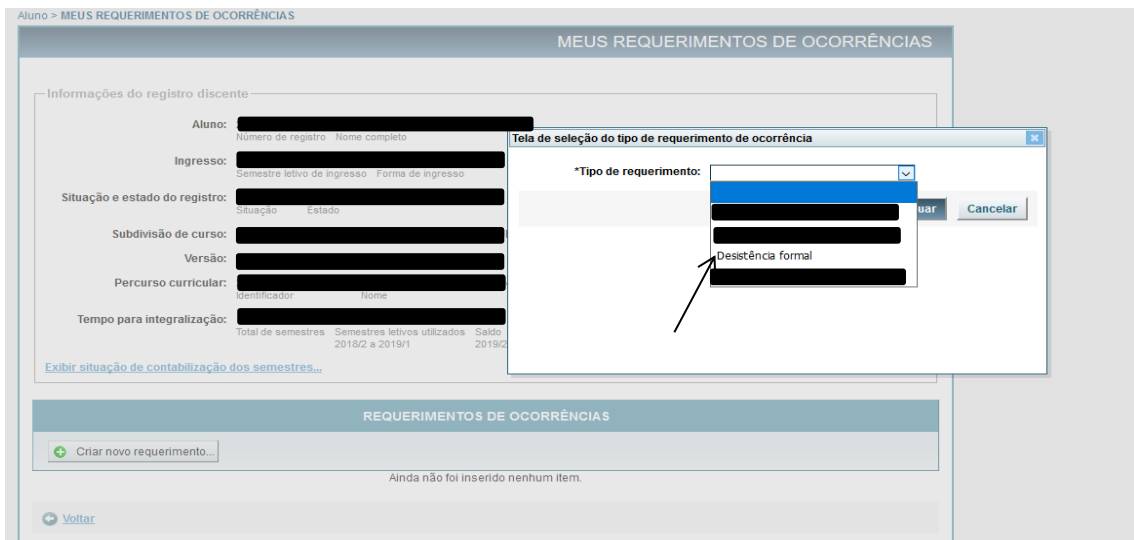 Aluno > MEUS REQUERIMENTOS DE OCORRÊNCIAS
MEUS REQUERIMENTOS DE OCORRÊNCIAS
Informações do registro discente
Aluno:
Número de registro Nome completo
Ingresso:
Semestre letivo de ingresso Forma de ingresso
Situação e estado do registro:
Situação Estado
Subdivisão de curso:
Versão:
Percurso curricular:
Identificador Nome
Tempo para integralização:
Total de semestres Semestres letivos utilizados Saldo
2018/2 a 2019/1 2019/2
Exibir situação de contabilização dos semestres...
Tela de seleção do tipo de requerimento de ocorrência
*Tipo de requerimento:
uar Cancelar
Desistência formal
REQUERIMENTOS DE OCORRÊNCIAS
Criar novo requerimento...
Ainda não foi inserido nenhum item.
Voltar